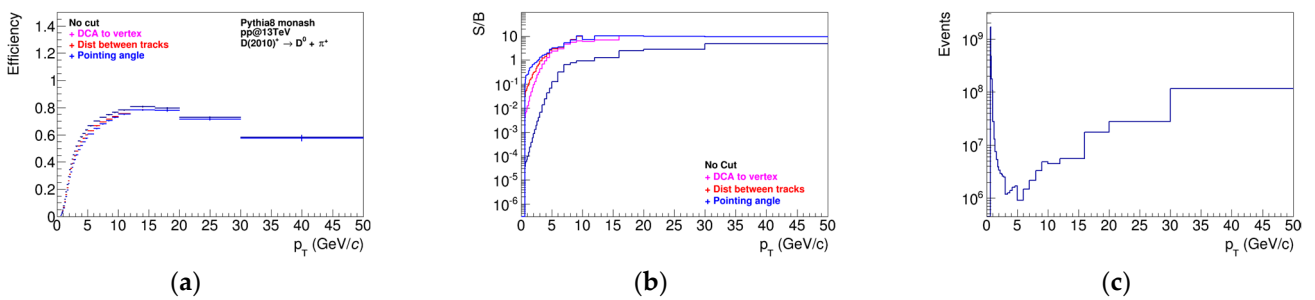 Efficiency
1.4
1.2
1
0.8
0.6
0.4
0.2
0
No cut
+ DCA to vertex
+ Dist between tracks
+ Pointing angle
Pythia8 monash
pp@13TeV
D(2010)⁺ → D⁰ + π⁺
0 5 10 15 20 25 30 35 40 45 50
p_T (GeV/c)
(a)
S/B
10
1
10⁻¹
10⁻²
10⁻³
10⁻⁴
10⁻⁵
10⁻⁶
No Cut
+ DCA to vertex
+ Dist between tracks
+ Pointing angle
0 5 10 15 20 25 30 35 40 45 50
p_T (GeV/c)
(b)
Events
10⁹
10⁸
10⁷
10⁶
0 5 10 15 20 25 30 35 40 45 50
p_T (GeV/c)
(c)